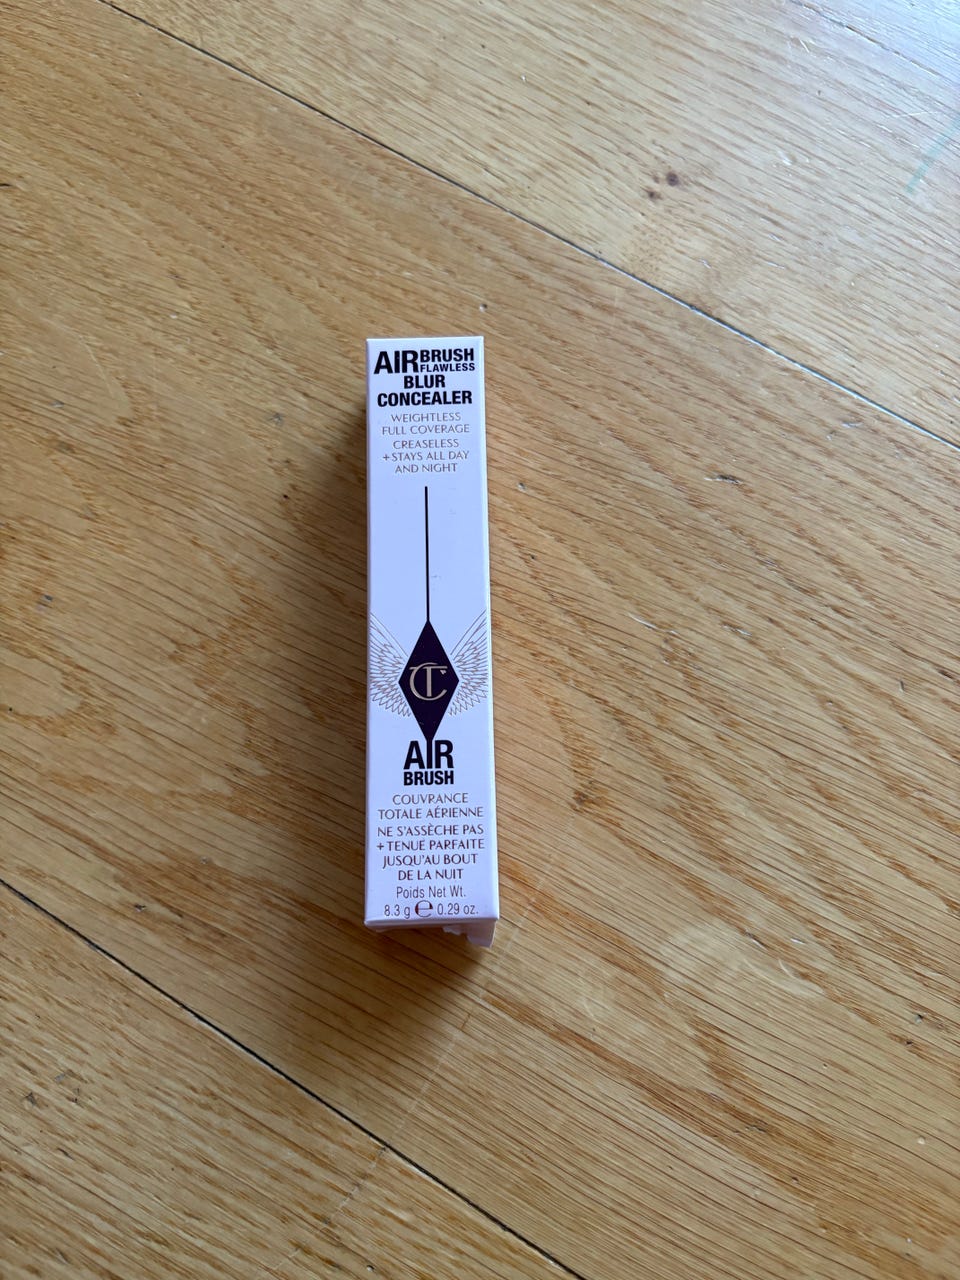 AIRBRUSH
FLAWLESS
BLUR
CONCEALER
WEIGHTLESS
FULL COVERAGE
CREASELESS
+ STAYS ALL DAY
AND NIGHT
CT
AIR
BRUSH
COUVRANCE
TOTALE AÉRIENNE
NE S'ASSÈCHE PAS
+ TENUE PARFAITE
JUSQU'AU BOUT
DE LA NUIT
Poids Net Wt.
8.3 g ℮ 0.29 oz.